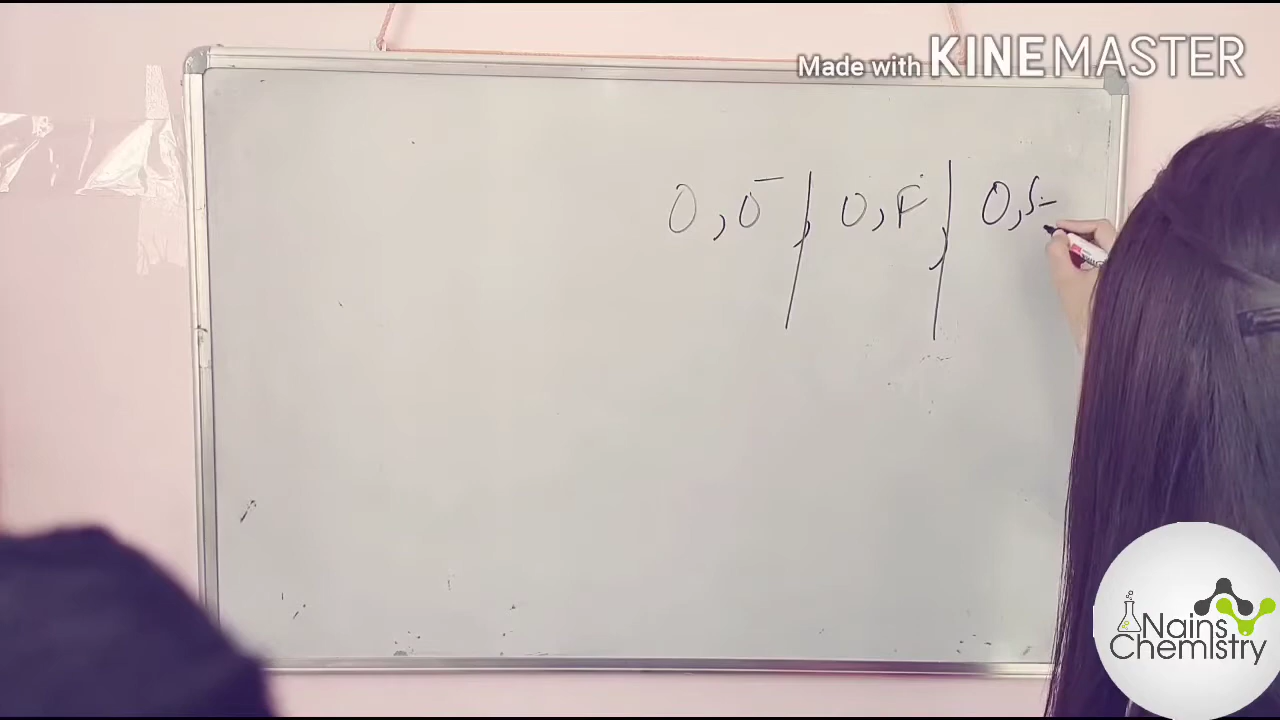 Made with KINEMASTER
O, O⁻, O, F, O, S
Nains
Chemistry